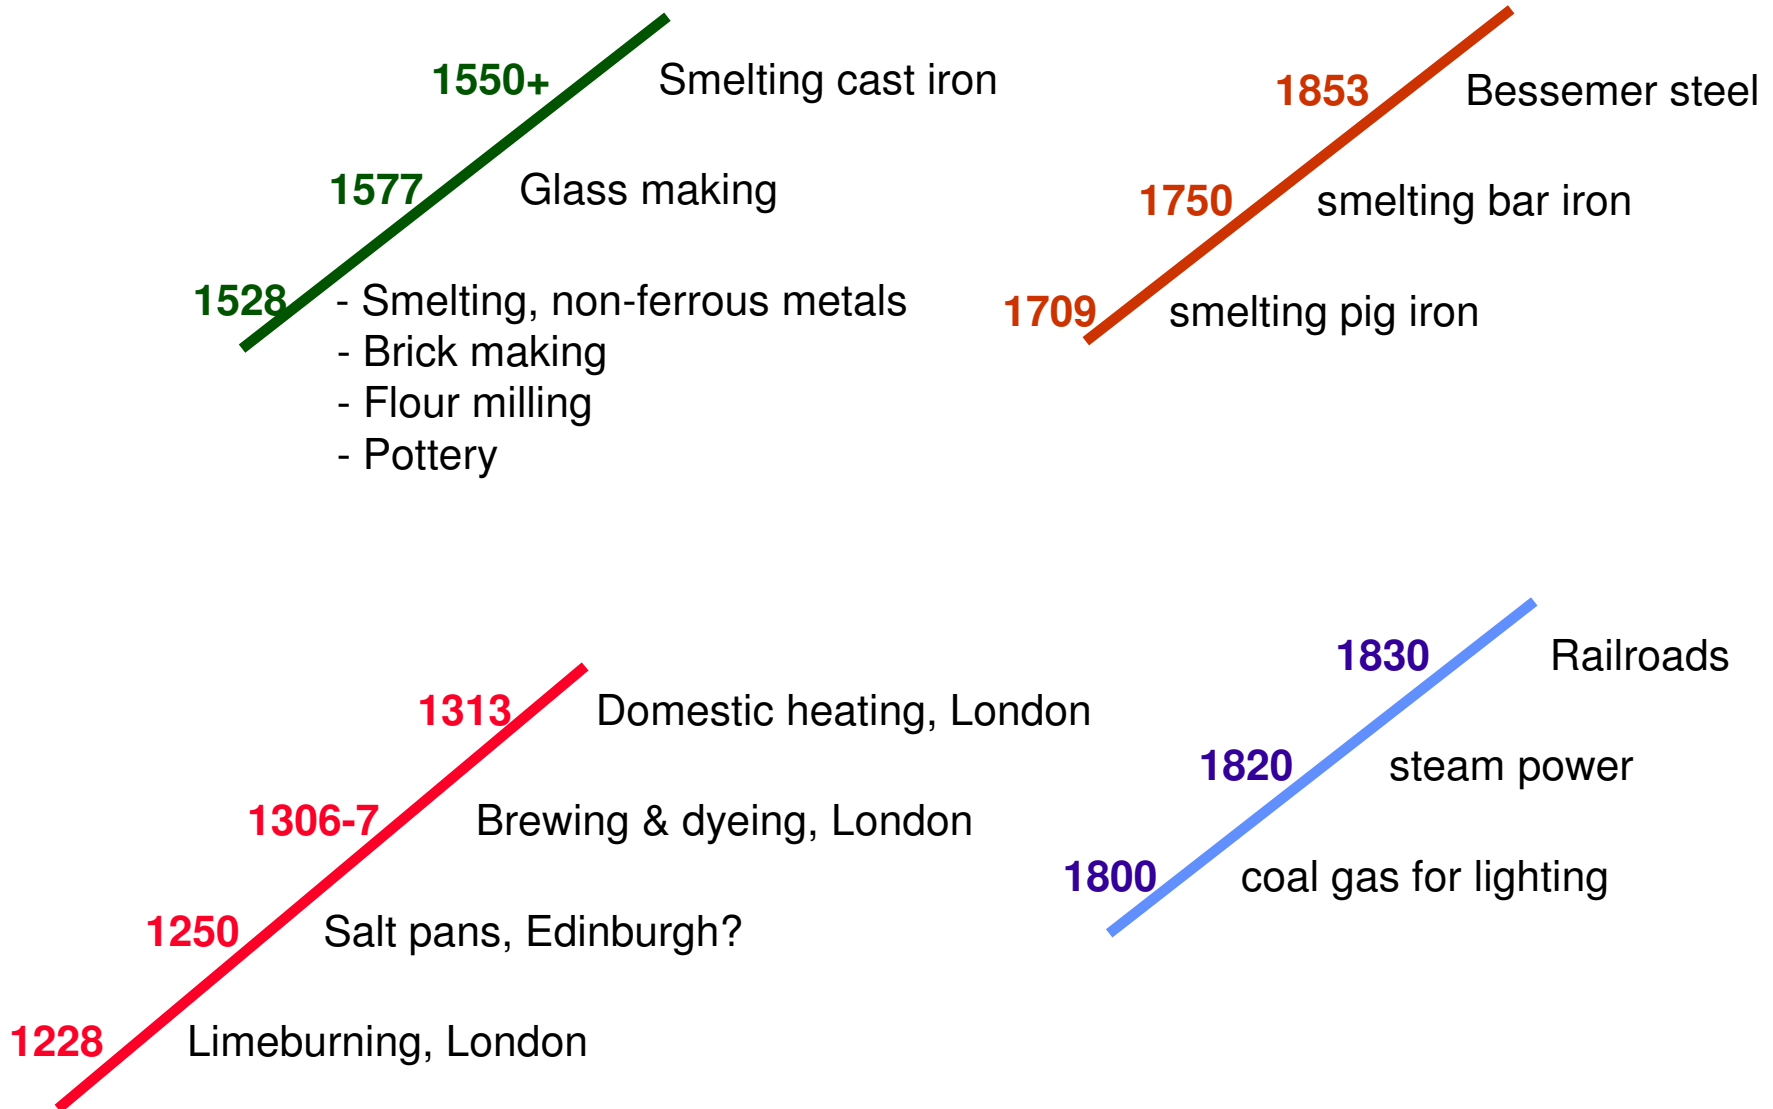 1550+ Smelting cast iron
1577 Glass making
1528 - Smelting, non-ferrous metals
- Brick making
- Flour milling
- Pottery
1853 Bessemer steel
1750 smelting bar iron
1709 smelting pig iron
1313 Domestic heating, London
1306-7 Brewing & dyeing, London
1250 Salt pans, Edinburgh?
1228 Limeburning, London
1830 Railroads
1820 steam power
1800 coal gas for lighting